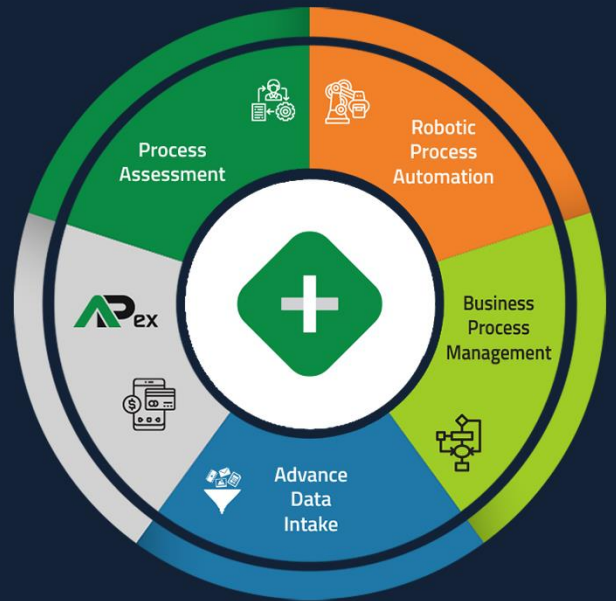 Process
Assessment
Robotic
Process
Automation
Business
Process
Management
Advance
Data
Intake
APex
$